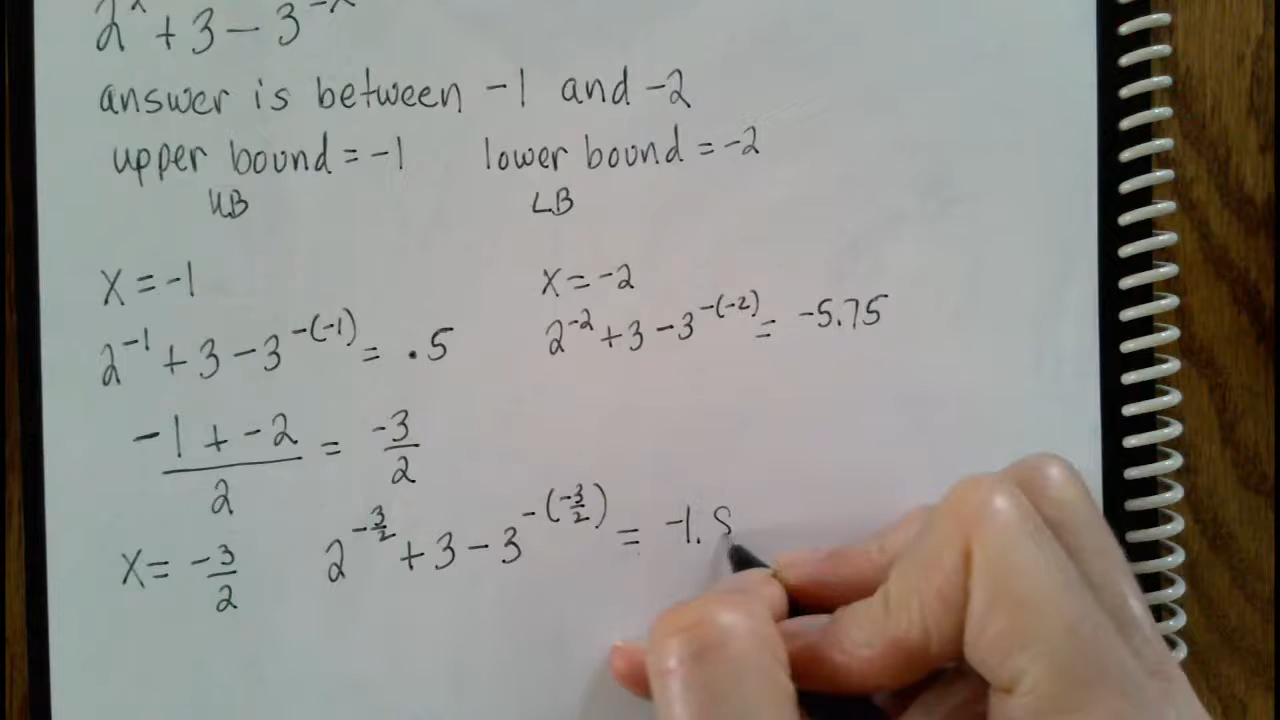 2^x + 3 - 3^-x
answer is between -1 and -2
upper bound = -1 lower bound = -2
UB LB
x = -1 x = -2
2^-1 + 3 - 3^-(-1) = .5 2^-2 + 3 - 3^-(-2) = -5.75
(-1 + -2)/2 = -3/2
x = -3/2 2^-3/2 + 3 - 3^-(-3/2) = -1.8